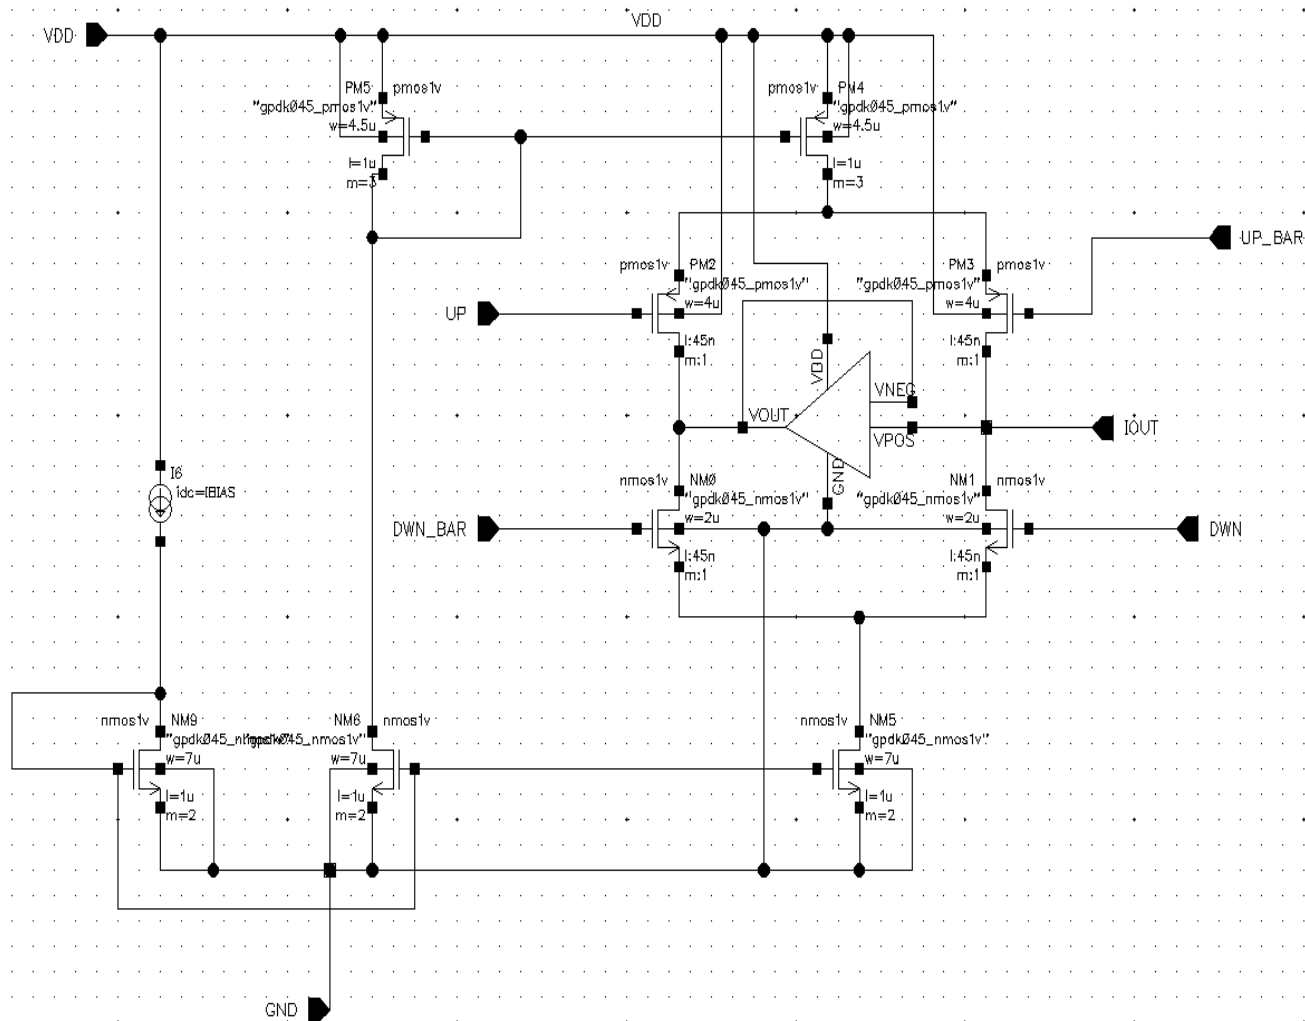 VDD
VDD
PM5
pmos1v
"gpdk045_pmos1v"
w=4.5u
l=1u
m=3
PM4
pmos1v
"gpdk045_pmos1v"
w=4.5u
l=1u
m=3
UP_BAR
pmos1v
PM2
"gpdk045_pmos1v"
w=4u
l:45n
m:1
PM3
pmos1v
"gpdk045_pmos1v"
w=4u
l:45n
m:1
UP
VNEG
VOUT
VPOS
GND
IOUT
I6
idc=IBIAS
nmos1v
NM0
"gpdk045_nmos1v"
w=2u
l:45n
m:1
NM1
nmos1v
"gpdk045_nmos1v"
w=2u
l:45n
m:1
DWN_BAR
DWN
nmos1v
NM9
w=7u
l=1u
m=2
NM6
nmos1v
w=7u
l=1u
m=2
nmos1v
NM5
"gpdk045_nmos1v"
w=7u
l=1u
m=2
GND